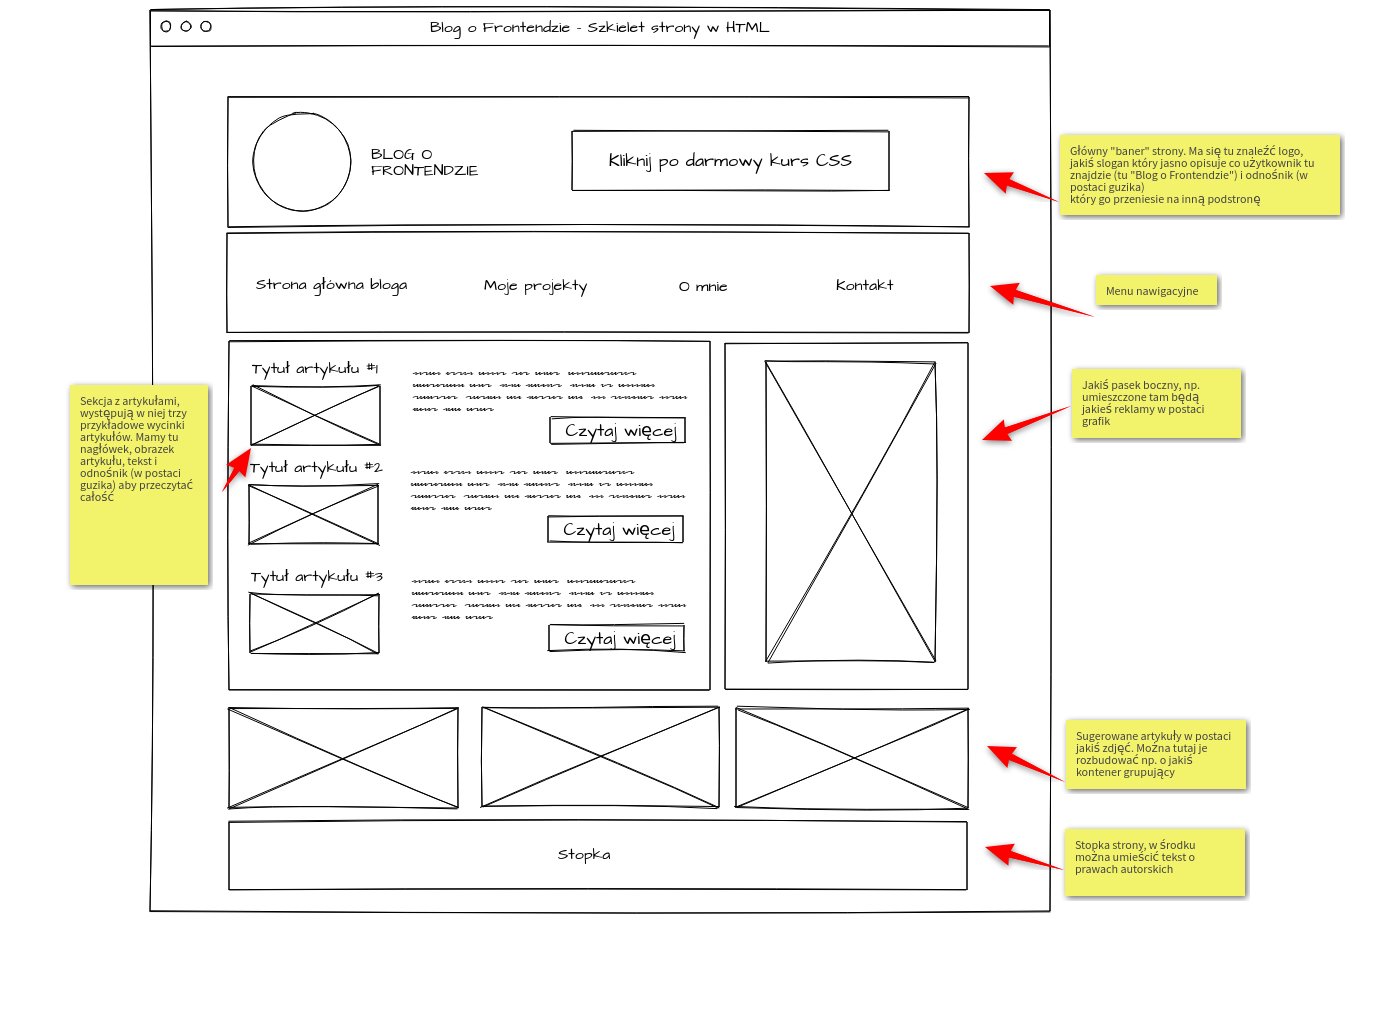 Blog o Frontendzie - Szkielet strony w HTML
BLOG O
FRONTENDZIE
Kliknij po darmowy kurs CSS
Główny "baner" strony. Ma się tu znaleźć logo,
jakiś slogan który jasno opisuje co użytkownik tu
znajdzie (tu "Blog o Frontendzie") i odnośnik (w
postaci guzika)
który go przeniesie na inną podstronę
Strona główna bloga
Moje projekty
O mnie
Kontakt
Menu nawigacyjne
Sekcja z artykułami,
występują w niej trzy
przykładowe wycinki
artykułów. Mamy tu
nagłówek, obrazek
artykułu, tekst i
odnośnik (w postaci
guzika) aby przeczytać
całość
Tytuł artykułu #1
Czytaj więcej
Tytuł artykułu #2
Czytaj więcej
Tytuł artykułu #3
Czytaj więcej
Jakiś pasek boczny, np.
umieszczone tam będą
jakieś reklamy w postaci
grafik
Sugerowane artykuły w postaci
jakiś zdjęć. Można tutaj je
rozbudować np. o jakiś
kontener grupujący
Stopka
Stopka strony, w środku
można umieścić tekst o
prawach autorskich